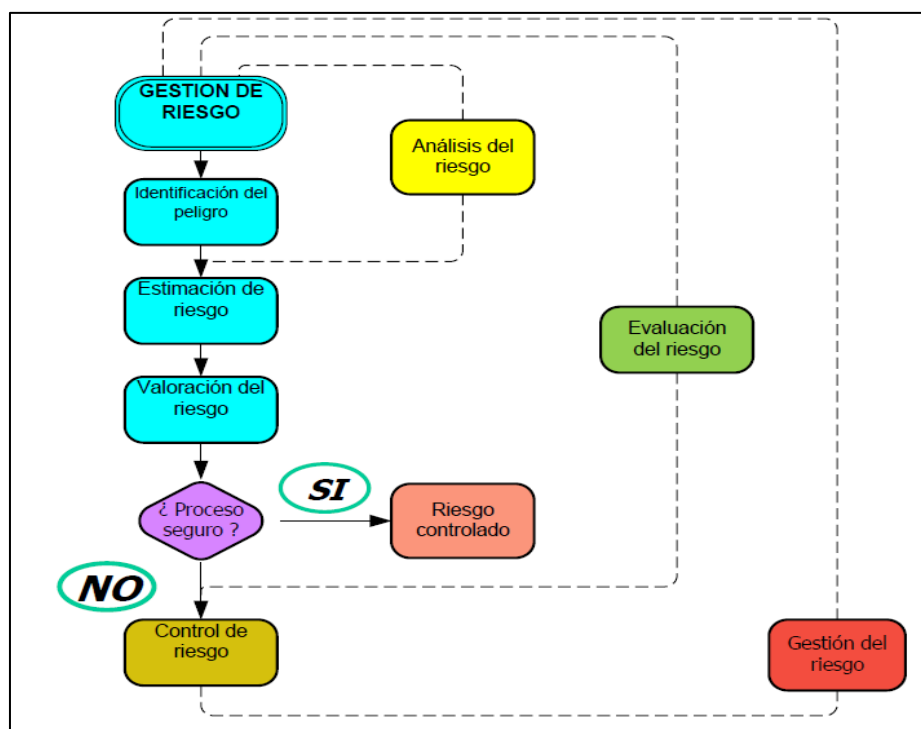 GESTION DE
RIESGO
Análisis del
riesgo
Identificación del
peligro
Estimación de
riesgo
Evaluación
del riesgo
Valoración del
riesgo
SI
¿ Proceso
seguro ?
Riesgo
controlado
NO
Control de
riesgo
Gestión del
riesgo